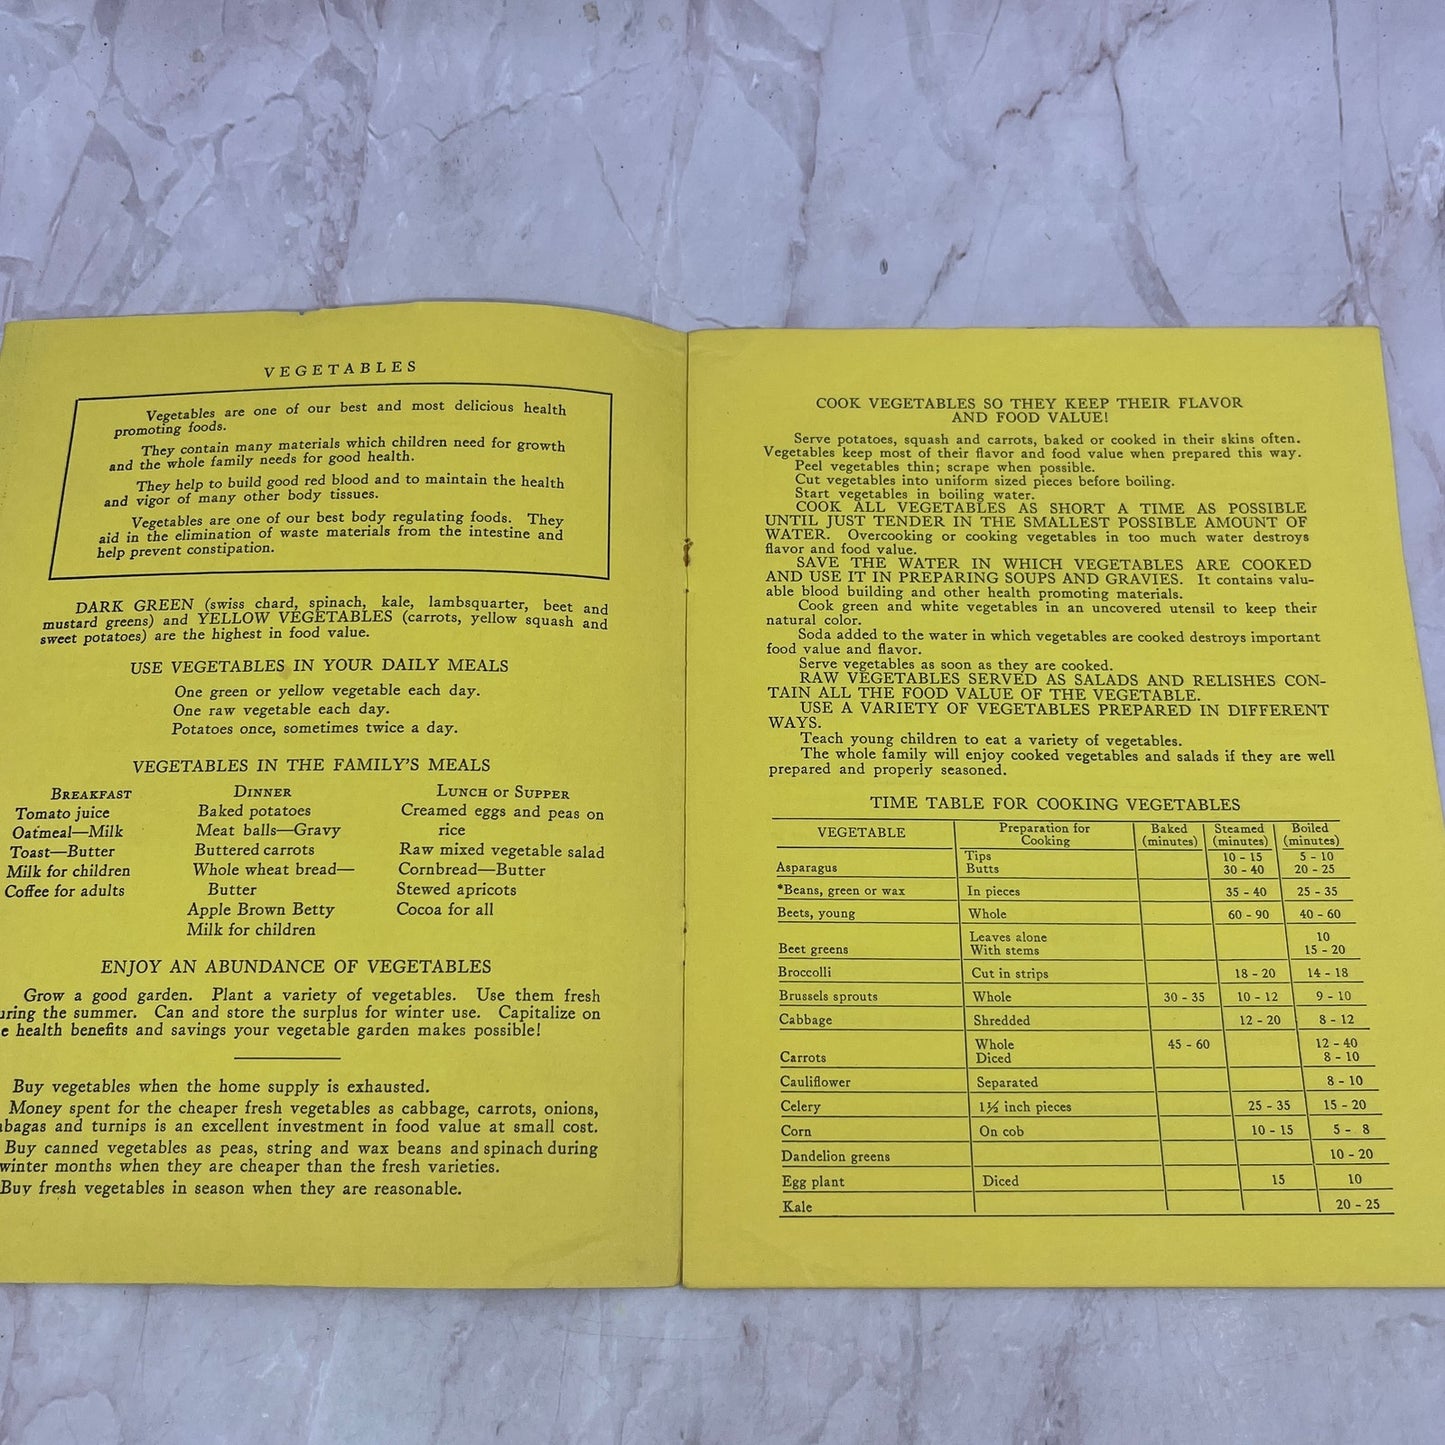 VEGETABLES
Vegetables are one of our best and most delicious health
promoting foods.
They contain many materials which children need for growth
and the whole family needs for good health.
They help to build good red blood and to maintain the health
and vigor of many other body tissues.
Vegetables are one of our best body regulating foods. They
aid in the elimination of waste materials from the intestine and
help prevent constipation.
DARK GREEN (swiss chard, spinach, kale, lambsquarter, beet and
mustard greens) and YELLOW VEGETABLES (carrots, yellow squash and
sweet potatoes) are the highest in food value.
USE VEGETABLES IN YOUR DAILY MEALS
One green or yellow vegetable each day.
One raw vegetable each day.
Potatoes once, sometimes twice a day.
VEGETABLES IN THE FAMILY'S MEALS
BREAKFAST
Tomato juice
Oatmeal—Milk
Toast—Butter
Milk for children
Coffee for adults
DINNER
Baked potatoes
Meat balls—Gravy
Buttered carrots
Whole wheat bread—
Butter
Apple Brown Betty
Milk for children
LUNCH OR SUPPER
Creamed eggs and peas on
rice
Raw mixed vegetable salad
Cornbread—Butter
Stewed apricots
Cocoa for all
ENJOY AN ABUNDANCE OF VEGETABLES
Grow a good garden. Plant a variety of vegetables. Use them fresh
uring the summer. Can and store the surplus for winter use. Capitalize on
e health benefits and savings your vegetable garden makes possible!
Buy vegetables when the home supply is exhausted.
Money spent for the cheaper fresh vegetables as cabbage, carrots, onions,
bagas and turnips is an excellent investment in food value at small cost.
Buy canned vegetables as peas, string and wax beans and spinach during
winter months when they are cheaper than the fresh varieties.
Buy fresh vegetables in season when they are reasonable.
COOK VEGETABLES SO THEY KEEP THEIR FLAVOR
AND FOOD VALUE!
Serve potatoes, squash and carrots, baked or cooked in their skins often.
Vegetables keep most of their flavor and food value when prepared this way.
Peel vegetables thin; scrape when possible.
Cut vegetables into uniform sized pieces before boiling.
Start vegetables in boiling water.
COOK ALL VEGETABLES AS SHORT A TIME AS POSSIBLE
UNTIL JUST TENDER IN THE SMALLEST POSSIBLE AMOUNT OF
WATER. Overcooking or cooking vegetables in too much water destroys
flavor and food value.
SAVE THE WATER IN WHICH VEGETABLES ARE COOKED
AND USE IT IN PREPARING SOUPS AND GRAVIES. It contains valu-
able blood building and other health promoting materials.
Cook green and white vegetables in an uncovered utensil to keep their
natural color.
Soda added to the water in which vegetables are cooked destroys important
food value and flavor.
Serve vegetables as soon as they are cooked.
RAW VEGETABLES SERVED AS SALADS AND RELISHES CON-
TAIN ALL THE FOOD VALUE OF THE VEGETABLE.
USE A VARIETY OF VEGETABLES PREPARED IN DIFFERENT
WAYS.
Teach young children to eat a variety of vegetables.
The whole family will enjoy cooked vegetables and salads if they are well
prepared and properly seasoned.
TIME TABLE FOR COOKING VEGETABLES
VEGETABLE Preparation for Cooking Baked (minutes) Steamed (minutes) Boiled (minutes)
Tips 10 - 15 5 - 10
Asparagus Butts 30 - 40 20 - 25
*Beans, green or wax In pieces 35 - 40 25 - 35
Beets, young Whole 60 - 90 40 - 60
Leaves alone 10
Beet greens With stems 15 - 20
Broccolli Cut in strips 18 - 20 14 - 18
Brussels sprouts Whole 30 - 35 10 - 12 9 - 10
Cabbage Shredded 12 - 20 8 - 12
Whole 45 - 60 12 - 40
Carrots Diced 8 - 10
Cauliflower Separated 8 - 10
Celery 1½ inch pieces 25 - 35 15 - 20
Corn On cob 10 - 15 5 - 8
Dandelion greens 10 - 20
Egg plant Diced 15 10
Kale 20 - 25